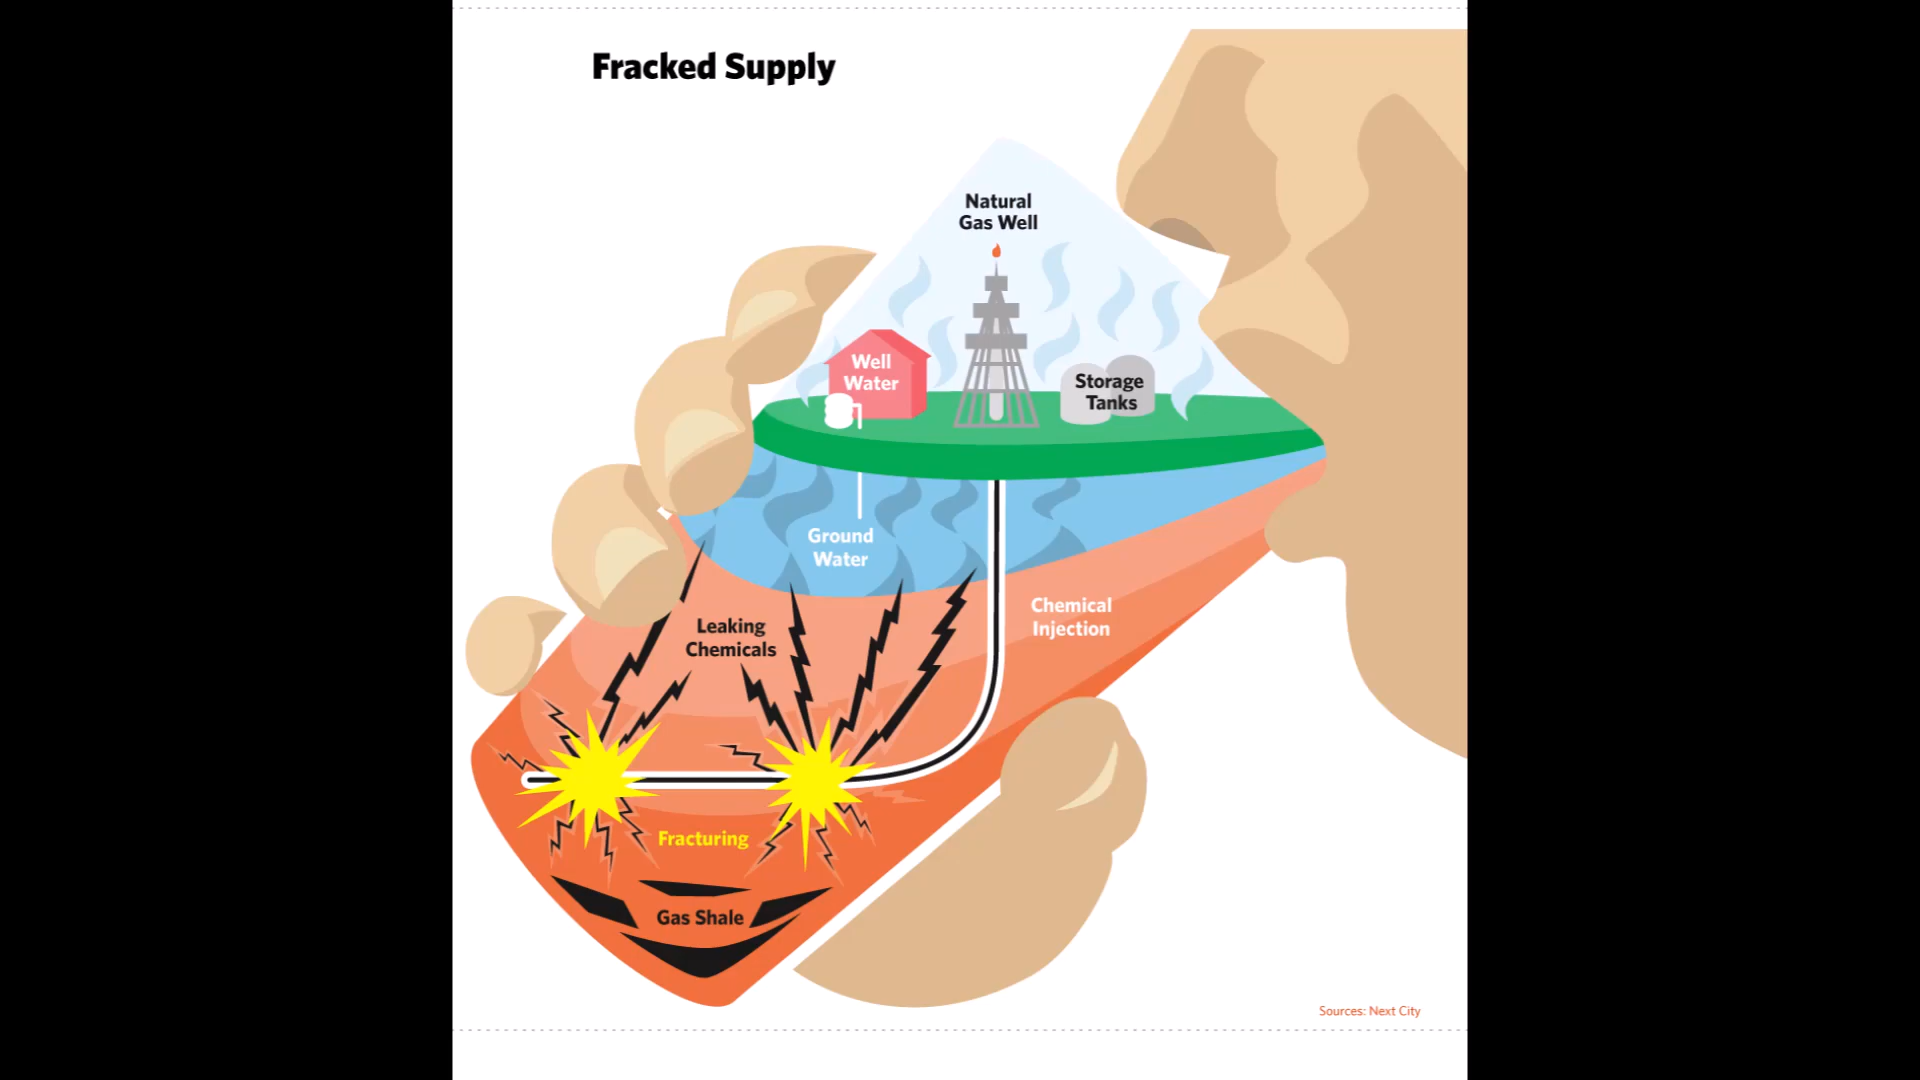 Fracked Supply
Natural
Gas Well
Well
Water
Storage
Tanks
Ground
Water
Chemical
Injection
Leaking
Chemicals
Fracturing
Gas Shale
Sources: Next City